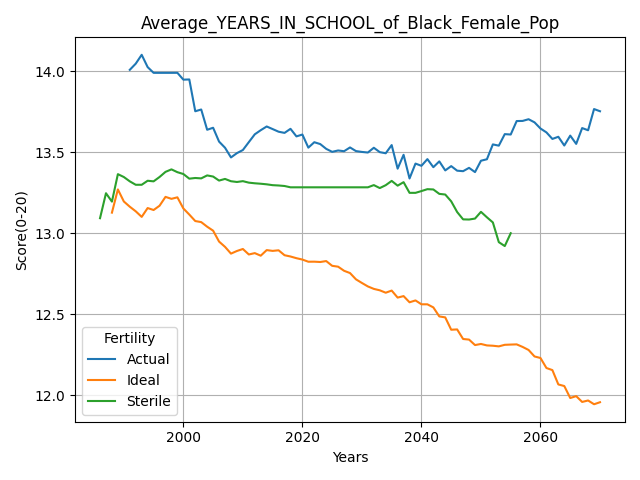 Average_YEARS_IN_SCHOOL_of_Black_Female_Pop
Score(0-20)
14.0
13.5
13.0
12.5
12.0
Fertility
Actual
Ideal
Sterile
2000 2020 2040 2060
Years